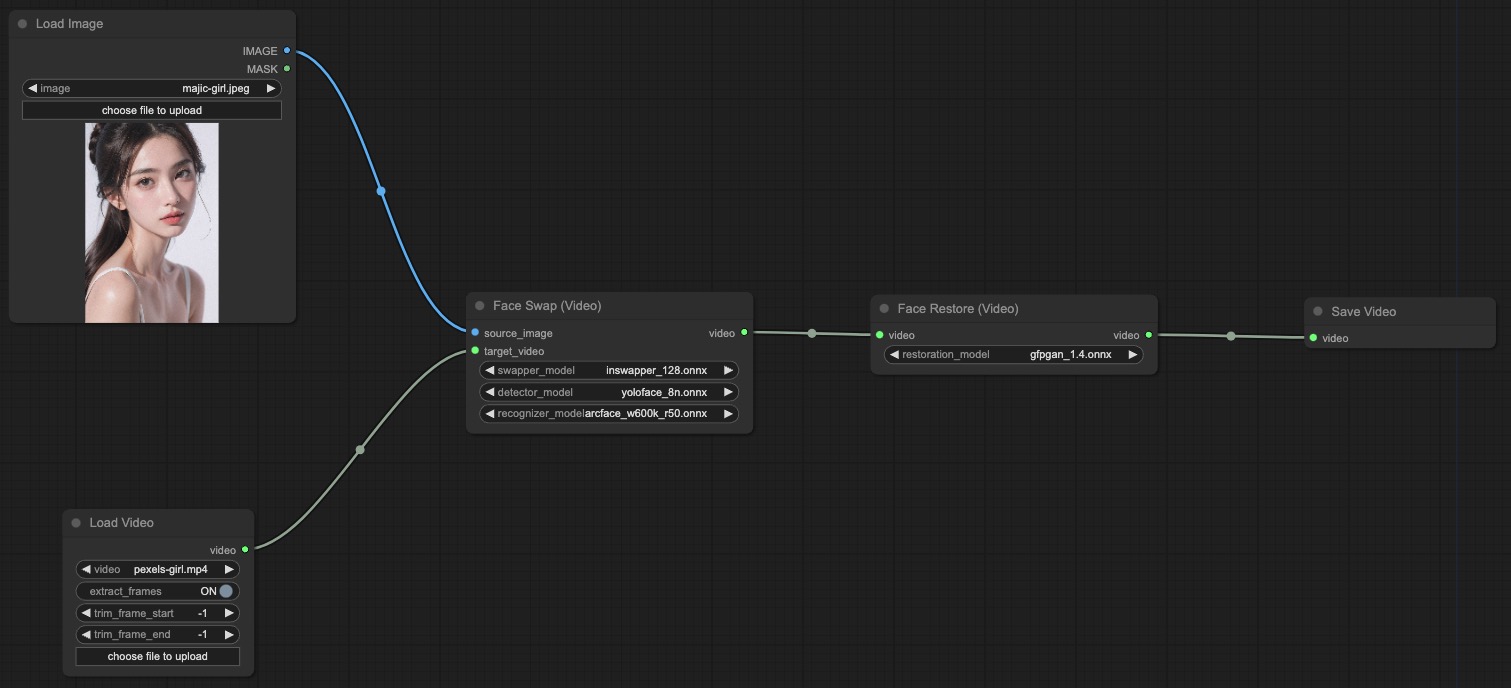 Load Image
IMAGE
MASK
image majic-girl.jpeg
choose file to upload
Face Swap (Video)
source_image video
target_video
swapper_model inswapper_128.onnx
detector_model yoloface_8n.onnx
recognizer_model arcface_w600k_r50.onnx
Face Restore (Video)
video video
restoration_model gfpgan_1.4.onnx
Save Video
video
Load Video
video
video pexels-girl.mp4
extract_frames ON
trim_frame_start -1
trim_frame_end -1
choose file to upload